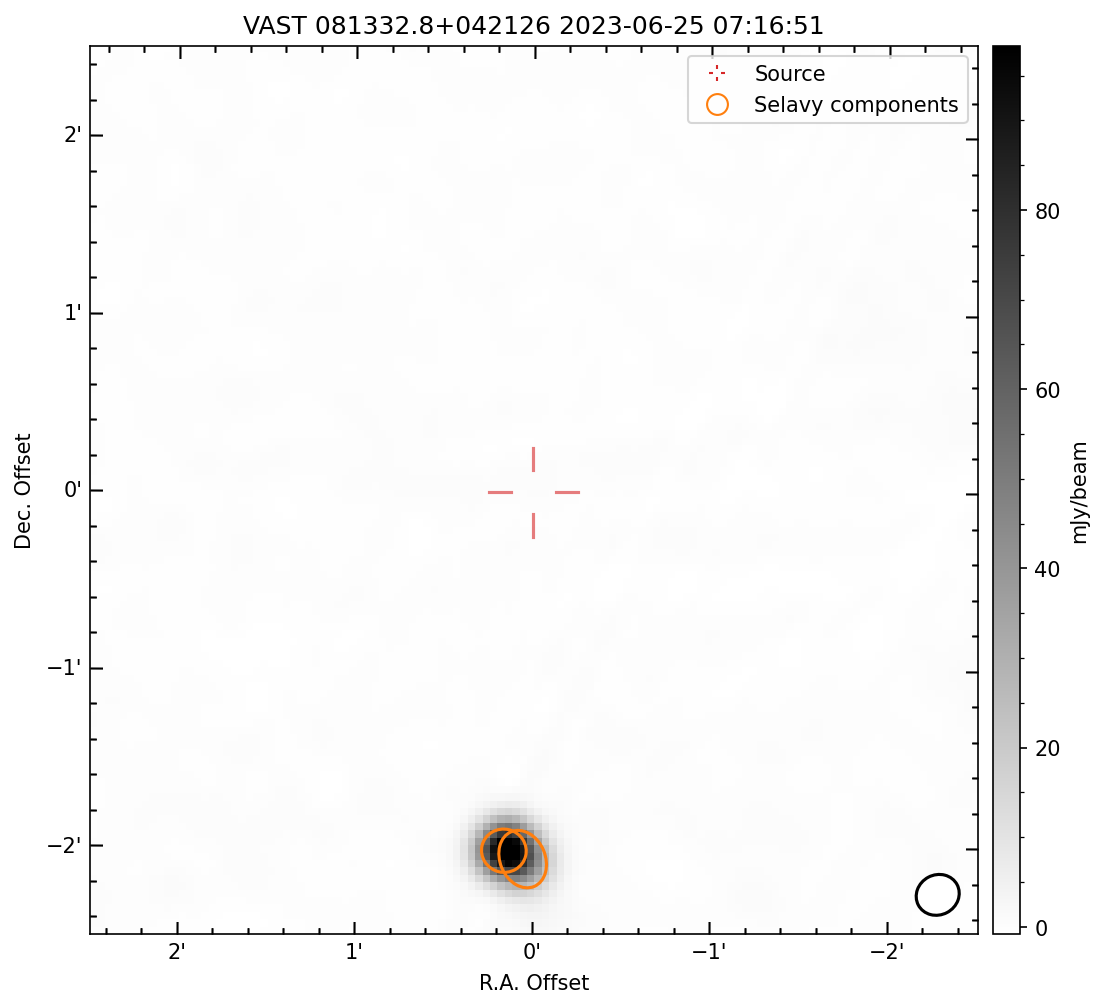 VAST 081332.8+042126 2023-06-25 07:16:51
Source
Selavy components
2'
1'
0'
−1'
−2'
Dec. Offset
2'
1'
0'
−1'
−2'
R.A. Offset
80
60
40
20
0
mJy/beam